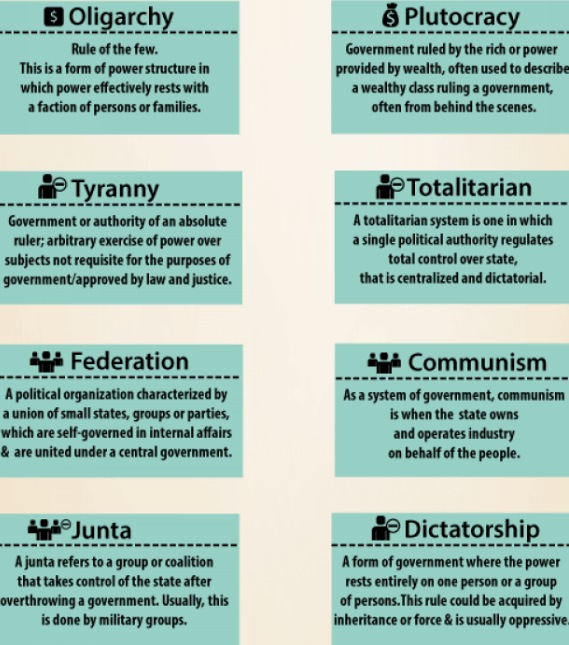 Oligarchy
Rule of the few.
This is a form of power structure in
which power effectively rests with
a faction of persons or families.
Plutocracy
Government ruled by the rich or power
provided by wealth, often used to describe
a wealthy class ruling a government,
often from behind the scenes.
Tyranny
Government or authority of an absolute
ruler; arbitrary exercise of power over
subjects not requisite for the purposes of
government/approved by law and justice.
Totalitarian
A totalitarian system is one in which
a single political authority regulates
total control over state,
that is centralized and dictatorial.
Federation
A political organization characterized by
a union of small states, groups or parties,
which are self-governed in internal affairs
& are united under a central government.
Communism
As a system of government, communism
is when the state owns
and operates industry
on behalf of the people.
Junta
A junta refers to a group or coalition
that takes control of the state after
overthrowing a government. Usually, this
is done by military groups.
Dictatorship
A form of government where the power
rests entirely on one person or a group
of persons.This rule could be acquired by
inheritance or force & is usually oppressive.